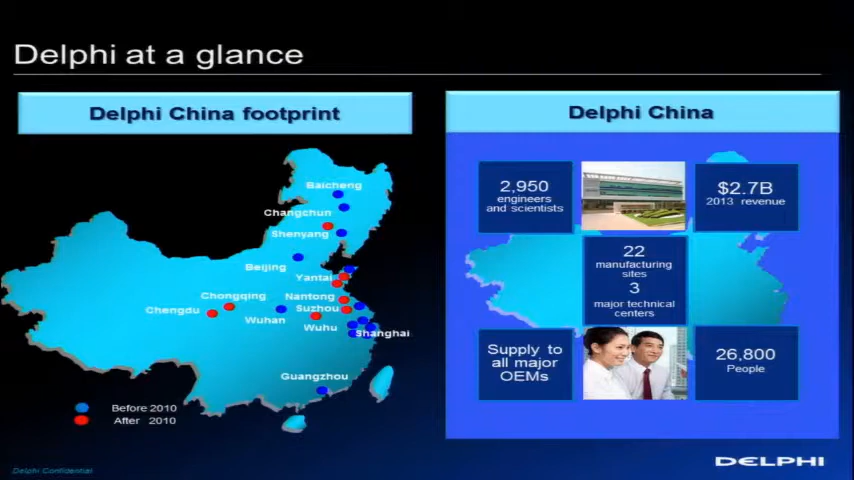 Delphi at a glance
Delphi China footprint
Delphi China
Baicheng
Changchun
Shenyang
Beijing
Yantai
Chongqing
Nantong
Chengdu
Suzhou
Wuhan
Wuhu
Shanghai
Guangzhou
Before 2010
After 2010
2,950
engineers
and scientists
$2.7B
2013 revenue
22
manufacturing
sites
3
major technical
centers
Supply to
all major
OEMs
26,800
People
Delphi Confidential
DELPHI